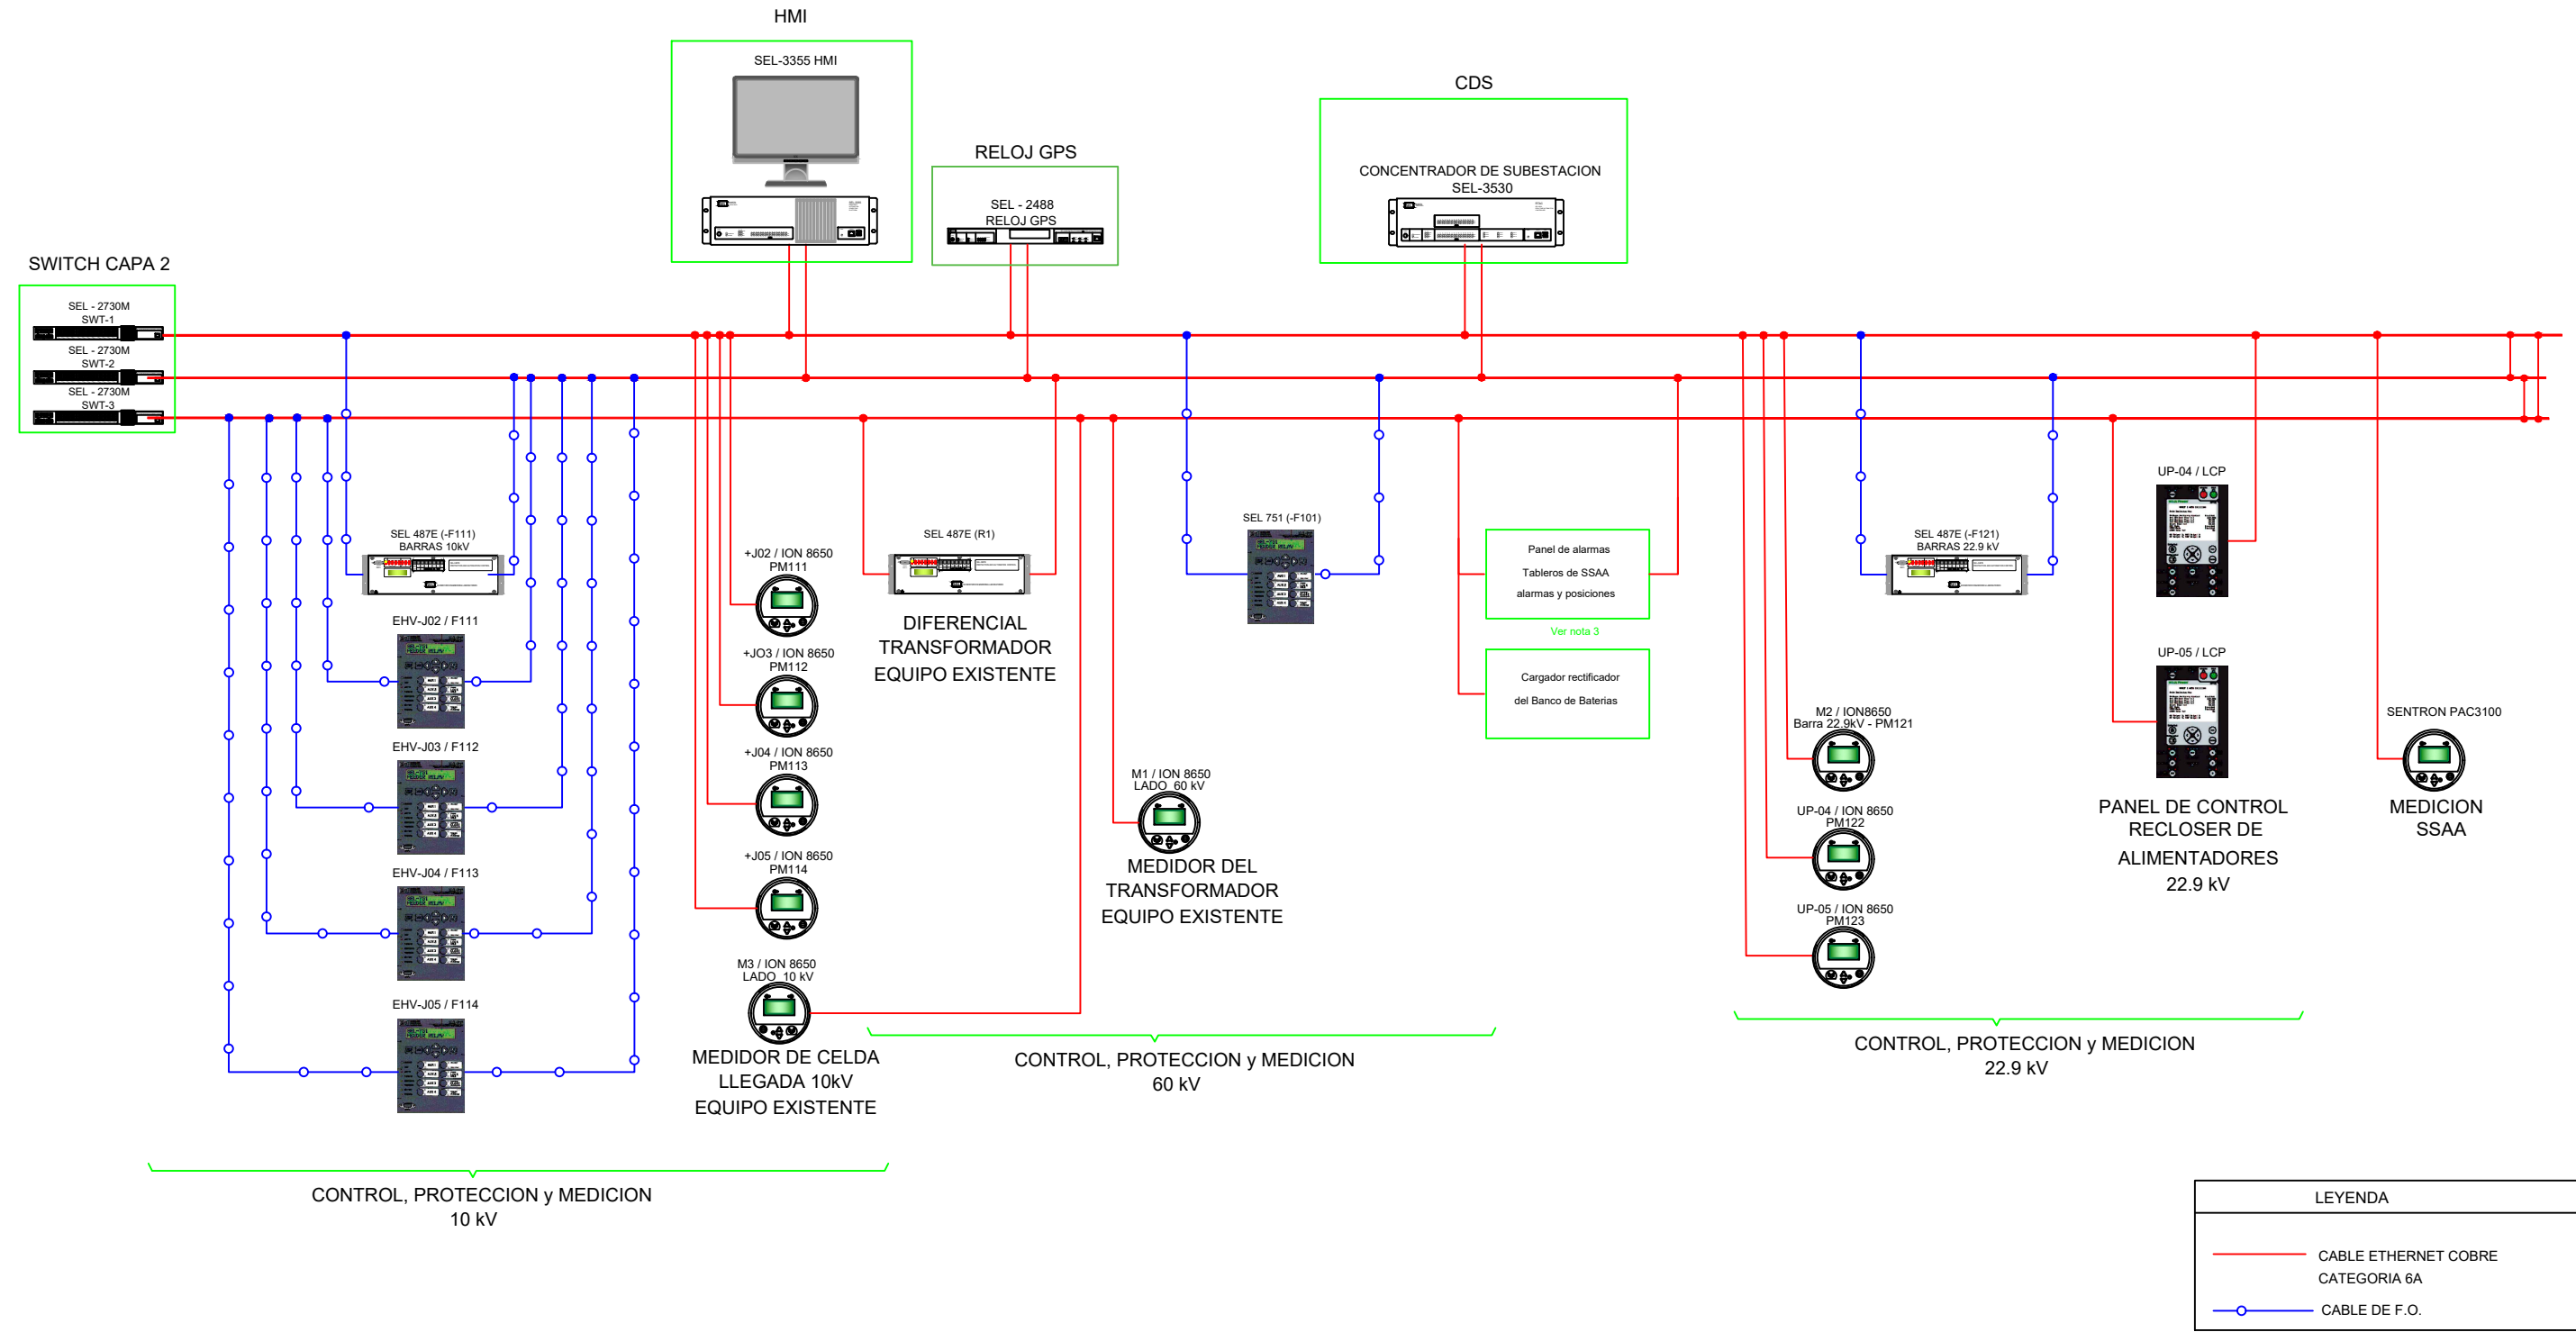 HMI
SEL-3355 HMI
CDS
CONCENTRADOR DE SUBESTACION
SEL-3530
RELOJ GPS
SEL - 2488
RELOJ GPS
SWITCH CAPA 2
SEL - 2730M
SWT-1
SEL - 2730M
SWT-2
SEL - 2730M
SWT-3
SEL 487E (-F111)
BARRAS 10kV
EHV-J02 / F111
EHV-J03 / F112
EHV-J04 / F113
EHV-J05 / F114
+J02 / ION 8650
PM111
+JO3 / ION 8650
PM112
+J04 / ION 8650
PM113
+J05 / ION 8650
PM114
M3 / ION 8650
LADO 10 kV
MEDIDOR DE CELDA
LLEGADA 10kV
EQUIPO EXISTENTE
SEL 487E (R1)
DIFERENCIAL
TRANSFORMADOR
EQUIPO EXISTENTE
M1 / ION 8650
LADO 60 kV
MEDIDOR DEL
TRANSFORMADOR
EQUIPO EXISTENTE
SEL 751 (-F101)
Panel de alarmas
Tableros de SSAA
alarmas y posiciones
Ver nota 3
Cargador rectificador
del Banco de Baterias
SEL 487E (-F121)
BARRAS 22.9 kV
M2 / ION8650
Barra 22.9kV - PM121
UP-04 / ION 8650
PM122
UP-05 / ION 8650
PM123
UP-04 / LCP
UP-05 / LCP
PANEL DE CONTROL
RECLOSER DE
ALIMENTADORES
22.9 kV
SENTRON PAC3100
MEDICION
SSAA
CONTROL, PROTECCION y MEDICION
10 kV
CONTROL, PROTECCION y MEDICION
60 kV
CONTROL, PROTECCION y MEDICION
22.9 kV
LEYENDA
CABLE ETHERNET COBRE
CATEGORIA 6A
CABLE DE F.O.